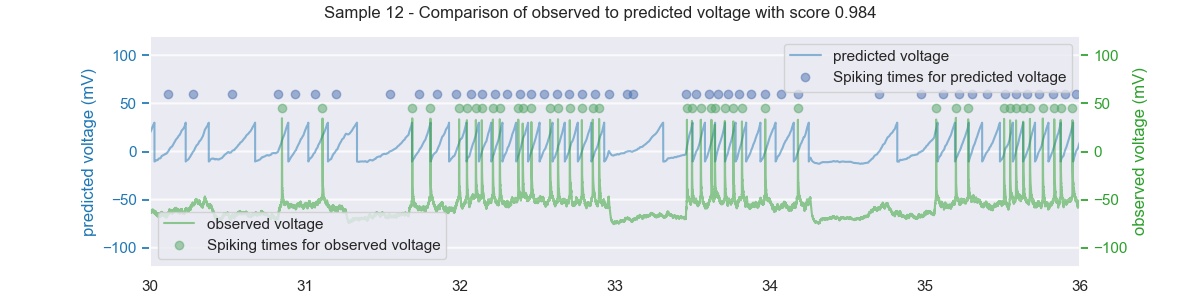 Sample 12 - Comparison of observed to predicted voltage with score 0.984
predicted voltage (mV)
100
50
0
−50
−100
predicted voltage
Spiking times for predicted voltage
observed voltage
Spiking times for observed voltage
100
50
0
−50
−100
observed voltage (mV)
30
31
32
33
34
35
36